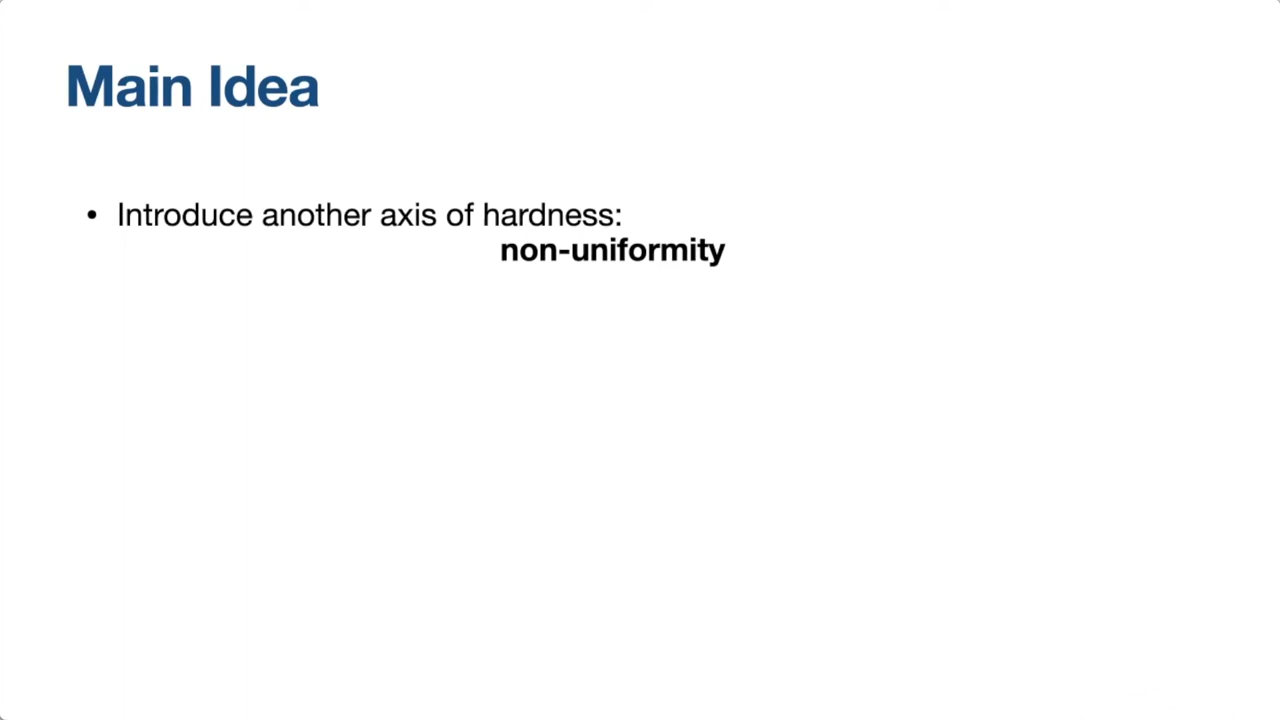 Main Idea
• Introduce another axis of hardness:
non-uniformity